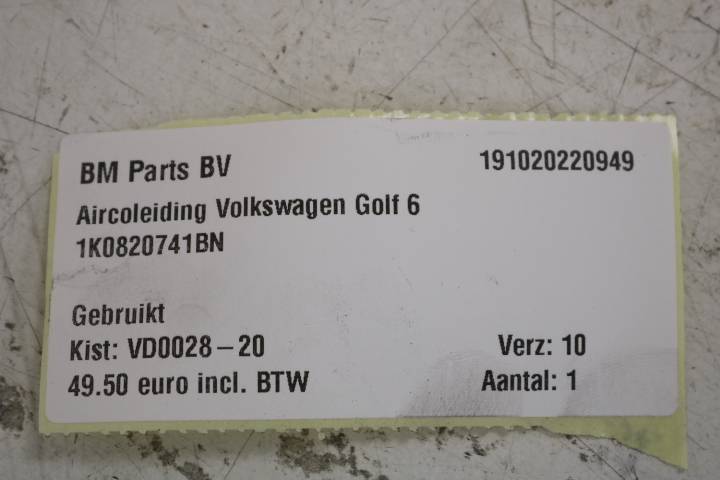 BM Parts BV 191020220949
Aircoleiding Volkswagen Golf 6
1K0820741BN
Gebruikt
Kist: VD0028-20 Verz: 10
49.50 euro incl. BTW Aantal: 1